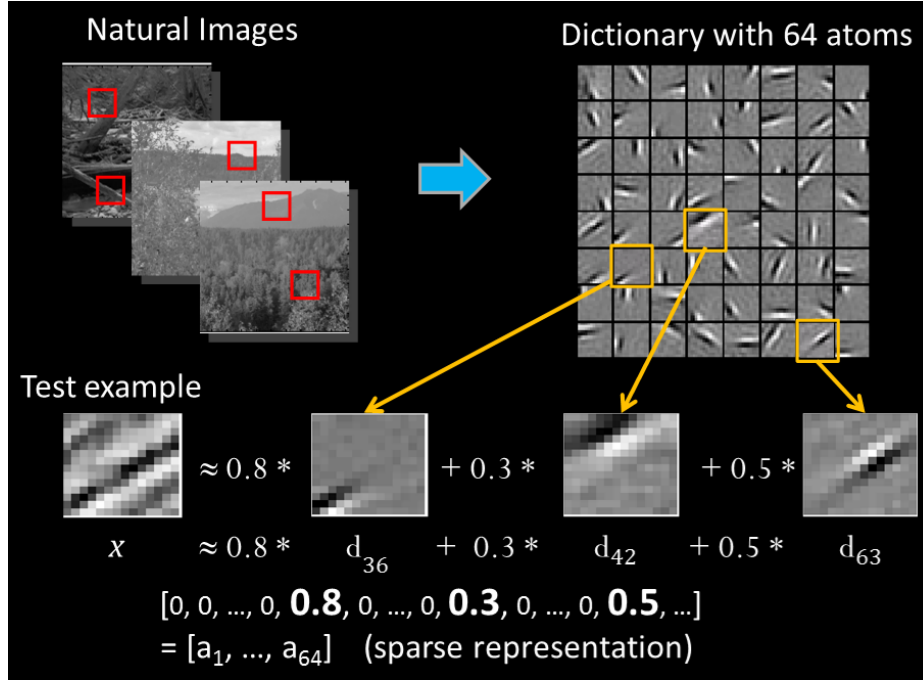 Natural Images
Dictionary with 64 atoms
Test example
≈ 0.8 * + 0.3 * + 0.5 *
x ≈ 0.8 * d₃₆ + 0.3 * d₄₂ + 0.5 * d₆₃
[0, 0, ..., 0, 0.8, 0, ..., 0, 0.3, 0, ..., 0, 0.5, ...]
= [a₁, ..., a₆₄] (sparse representation)